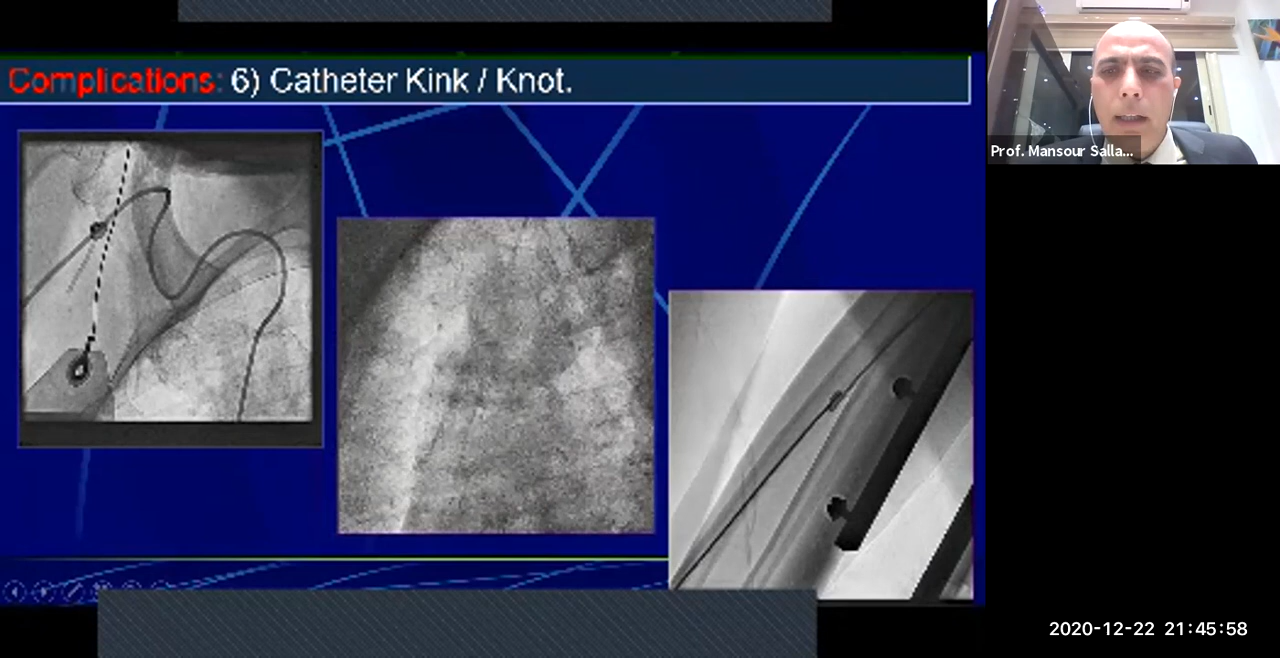 Complications: 6) Catheter Kink / Knot.
Prof. Mansour Salla...
2020-12-22 21:45:58